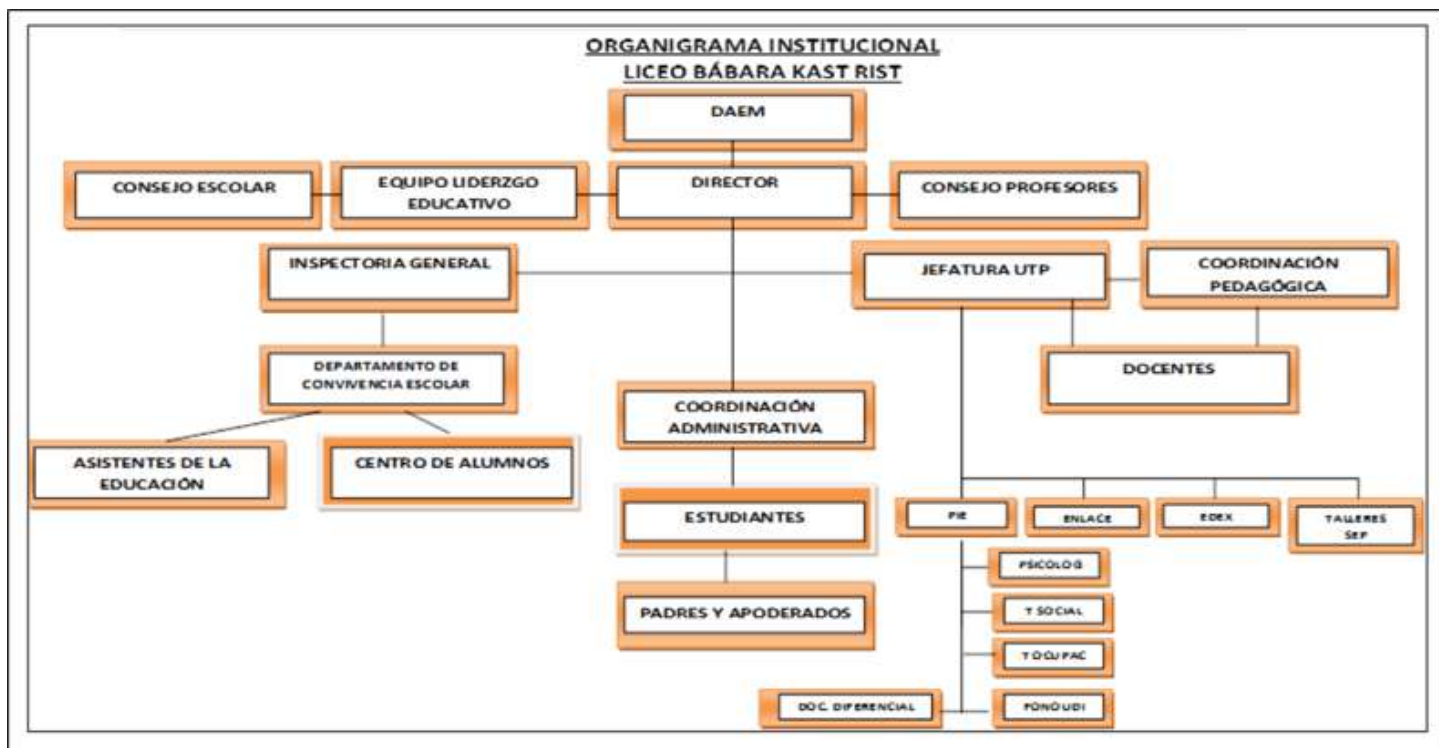 ORGANIGRAMA INSTITUCIONAL
LICEO BÁBARA KAST RIST
DAEM
CONSEJO ESCOLAR
EQUIPO LIDERZGO
EDUCATIVO
DIRECTOR
CONSEJO PROFESORES
INSPECTORIA GENERAL
JEFATURA UTP
COORDINACIÓN
PEDAGÓGICA
DEPARTAMENTO DE
CONVIVENCIA ESCOLAR
DOCENTES
COORDINACIÓN
ADMINISTRATIVA
ASISTENTES DE LA
EDUCACIÓN
CENTRO DE ALUMNOS
ESTUDIANTES
PIE
ENLACE
EDEX
TALLERES
SEP
PSICOLOG
PADRES Y APODERADOS
T SOCIAL
T OCUPAC
DOC. DIFERENCIAL
FONOUDI